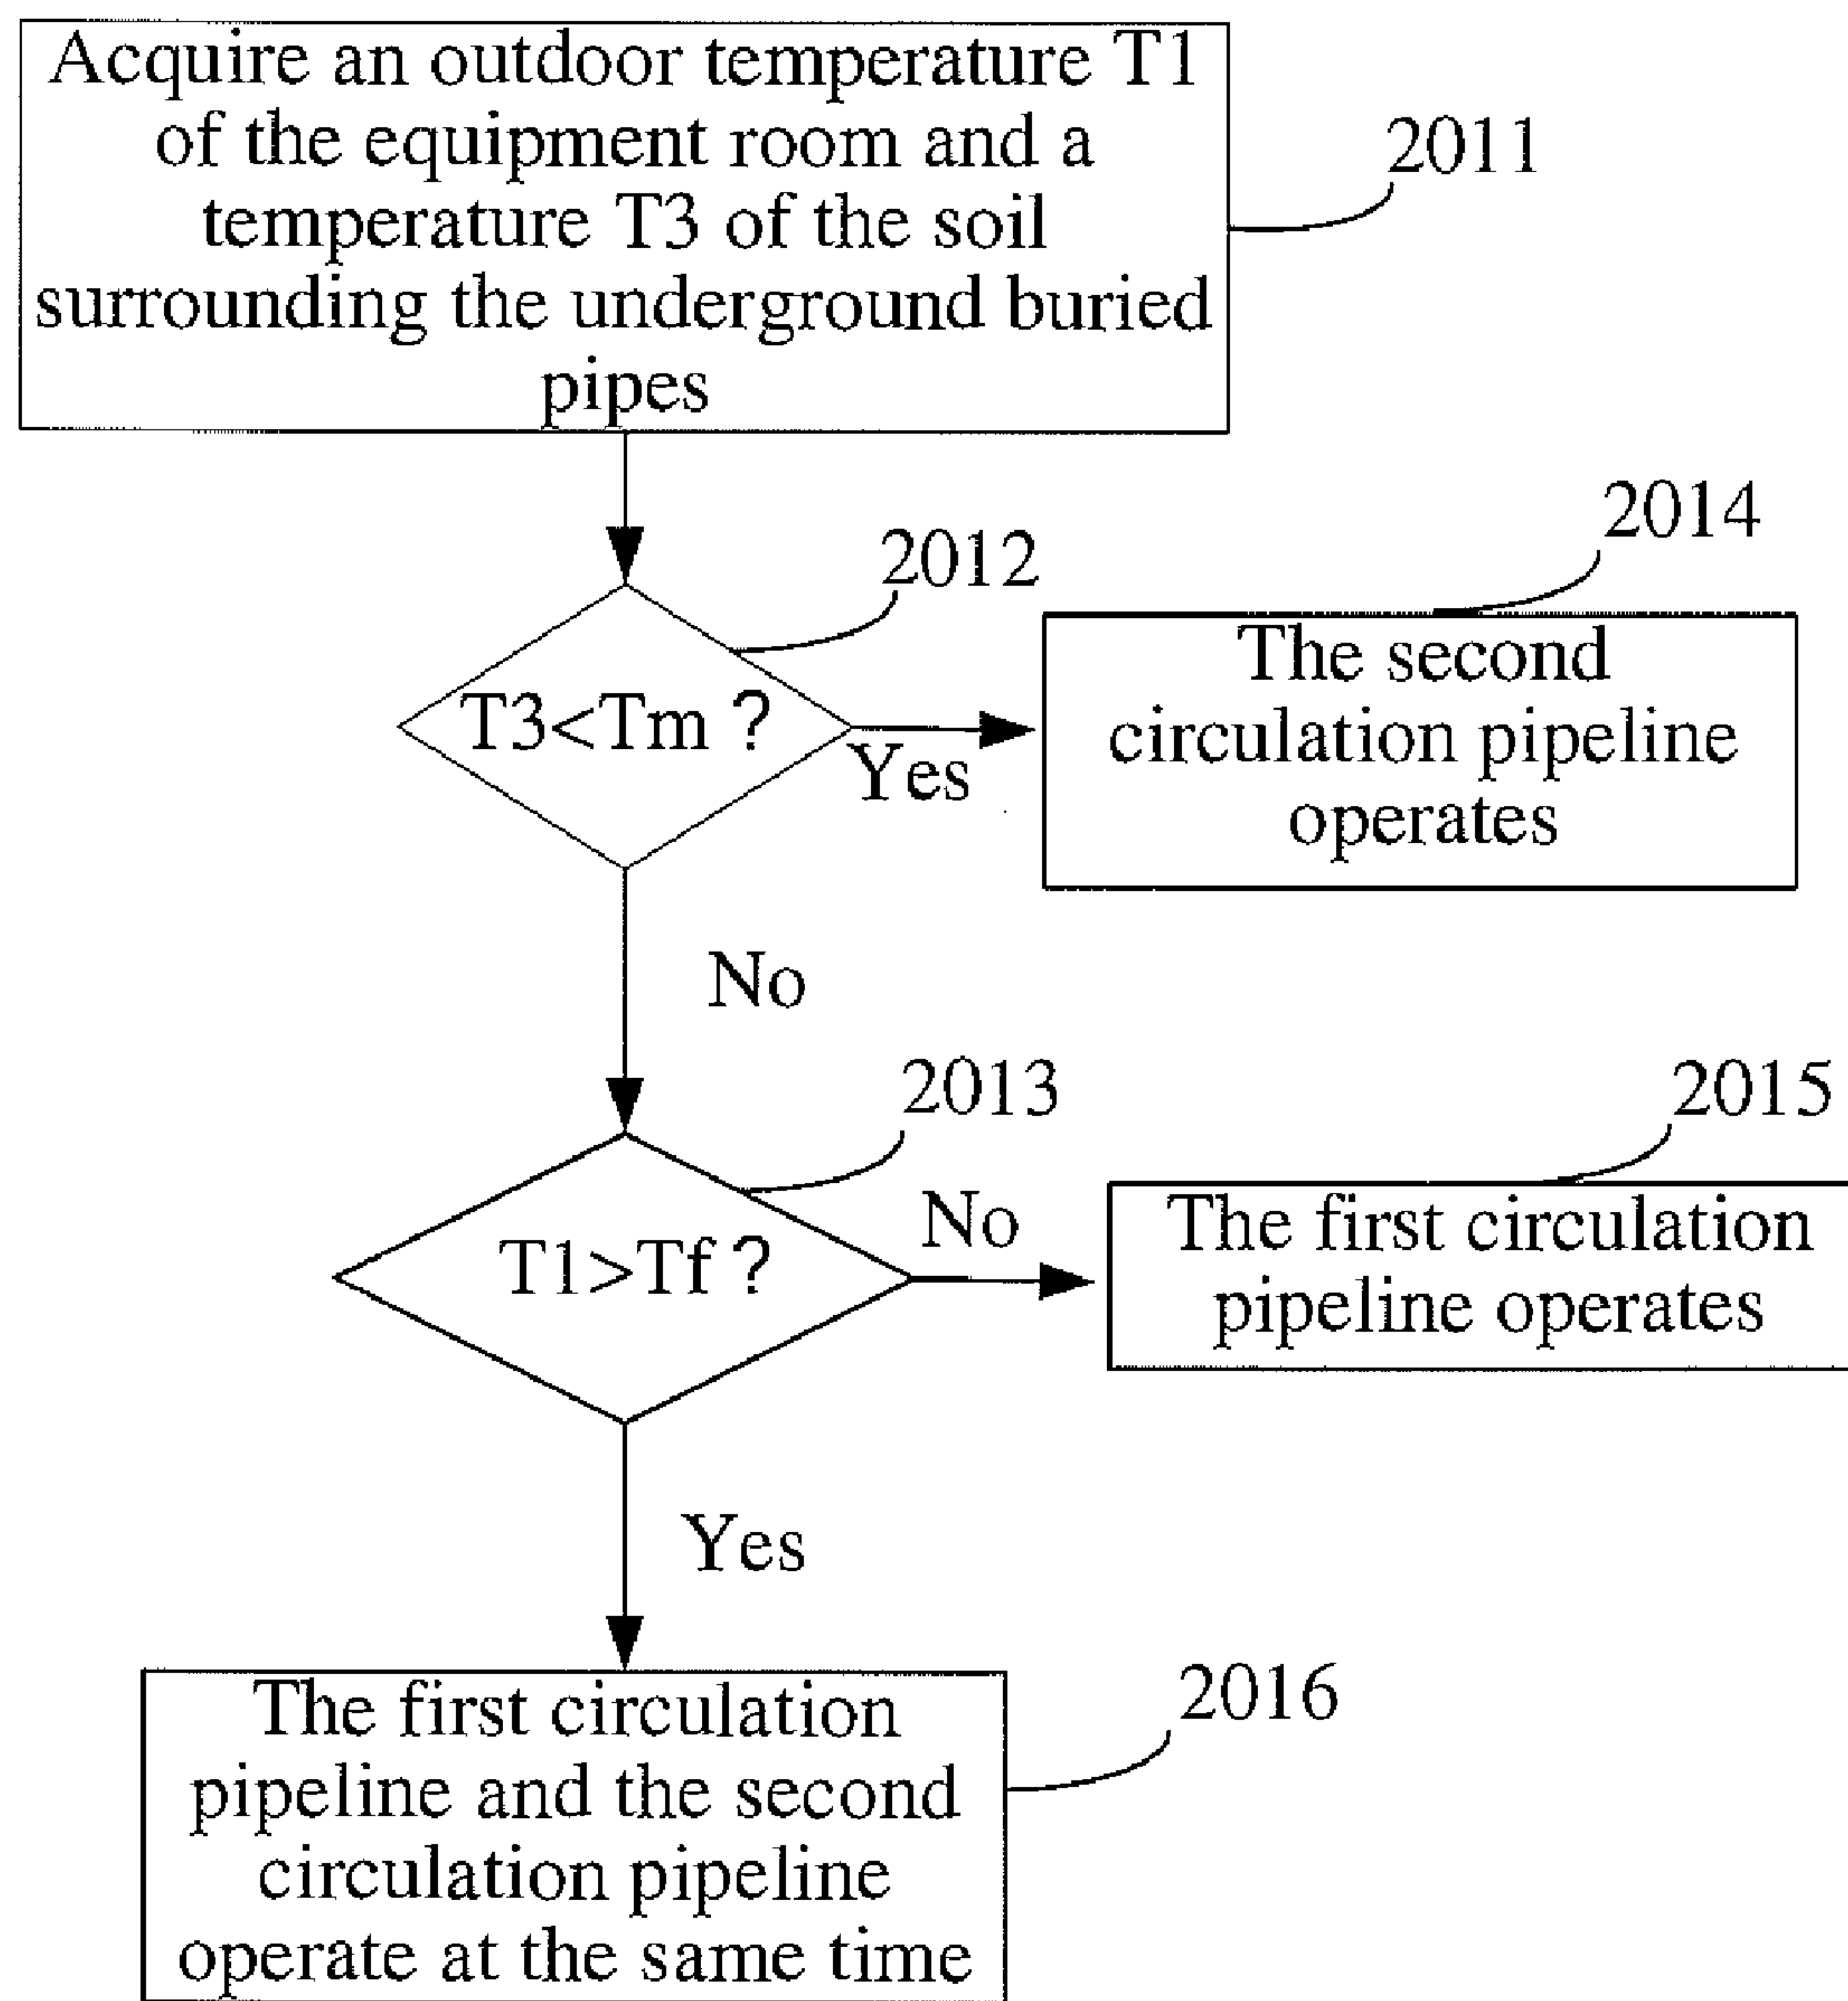 Acquire an outdoor temperature T1
of the equipment room and a
temperature T3 of the soil
surrounding the underground buried
pipes
2011
2012
T3<Tm ?
Yes
2014
The second
circulation pipeline
operates
No
2013
T1>Tf ?
No
2015
The first circulation
pipeline operates
Yes
2016
The first circulation
pipeline and the second
circulation pipeline
operate at the same time